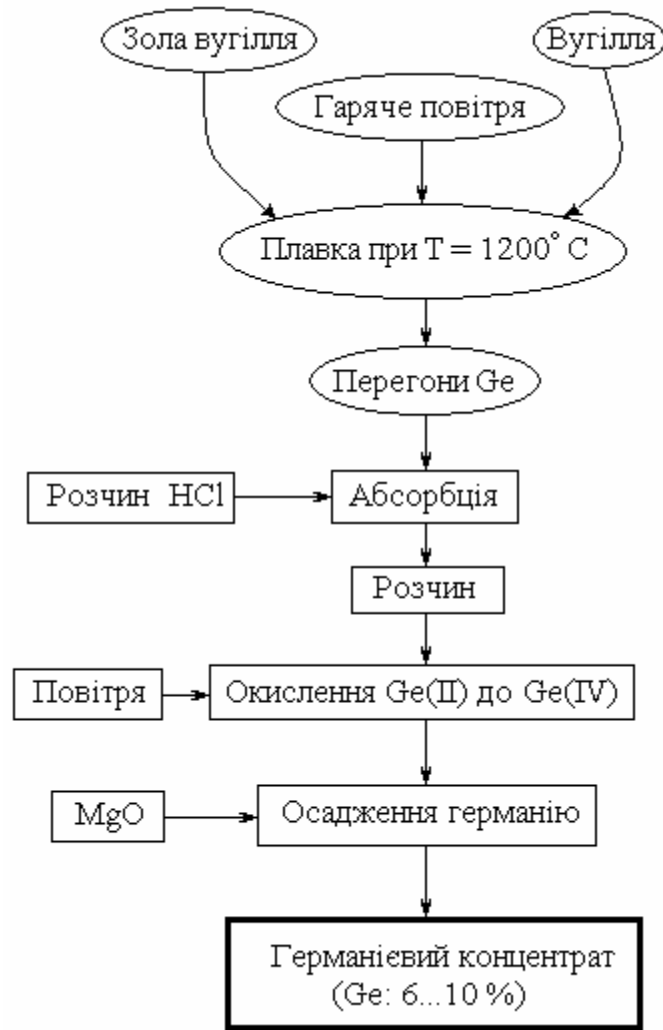 Зола вугілля
Вугілля
Гаряче повітря
Плавка при T = 1200° C
Перегони Ge
Розчин HCl
Абсорбція
Розчин
Повітря
Окислення Ge(II) до Ge(IV)
MgO
Осадження германію
Германієвий концентрат
(Ge: 6...10 %)